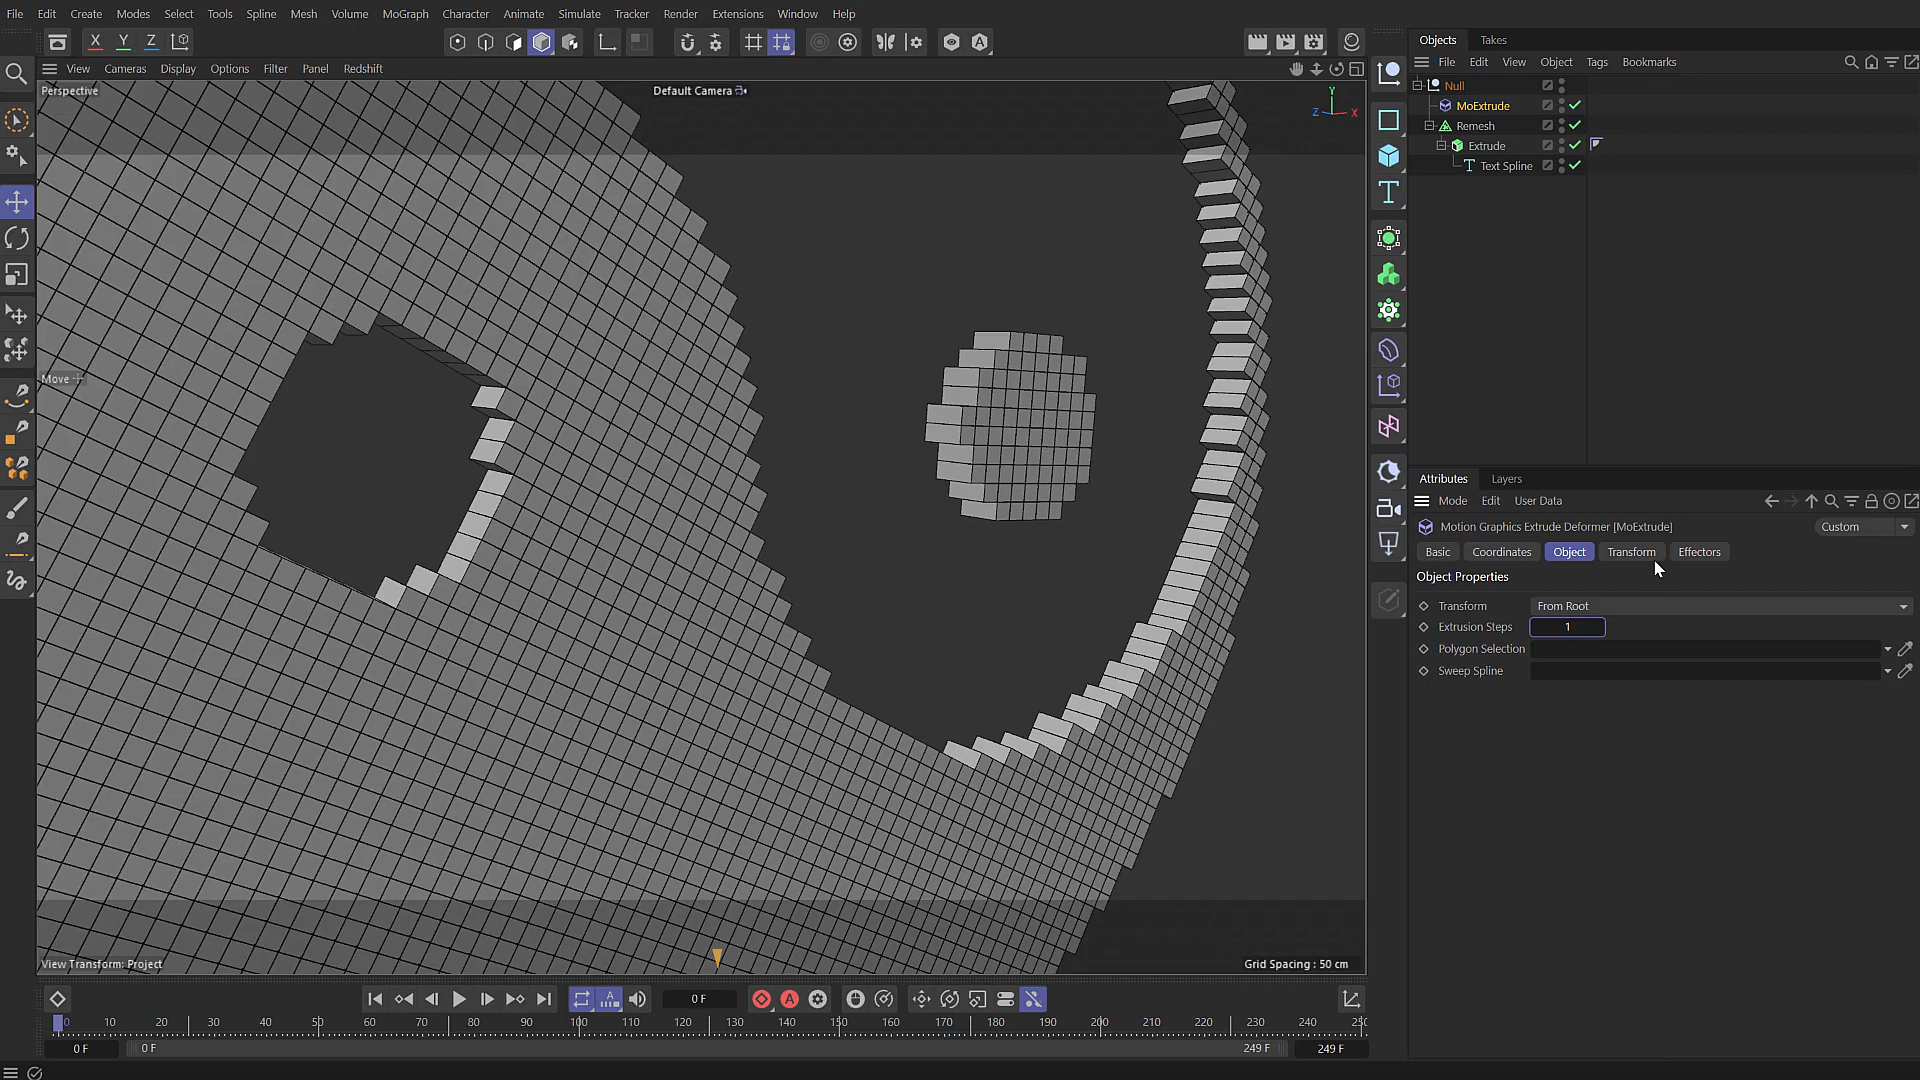 File Edit Create Modes Select Tools Spline Mesh Volume MoGraph Character Animate Simulate Tracker Render Extensions Window Help
X Y Z
View Cameras Display Options Filter Panel Redshift
Perspective
Default Camera
Y
Z X
Move
View Transform: Project
Grid Spacing : 50 cm
Objects Takes
File Edit View Object Tags Bookmarks
Null
MoExtrude
Remesh
Extrude
Text Spline
Attributes Layers
Mode Edit User Data
Motion Graphics Extrude Deformer [MoExtrude]
Custom
Basic Coordinates Object Transform Effectors
Object Properties
Transform From Root
Extrusion Steps 1
Polygon Selection
Sweep Spline
0 F
0 10 20 30 40 50 60 70 80 90 100 110 120 130 140 150 160 170 180 190 200 210 220 230 240
0 F 0 F 249 F 249 F